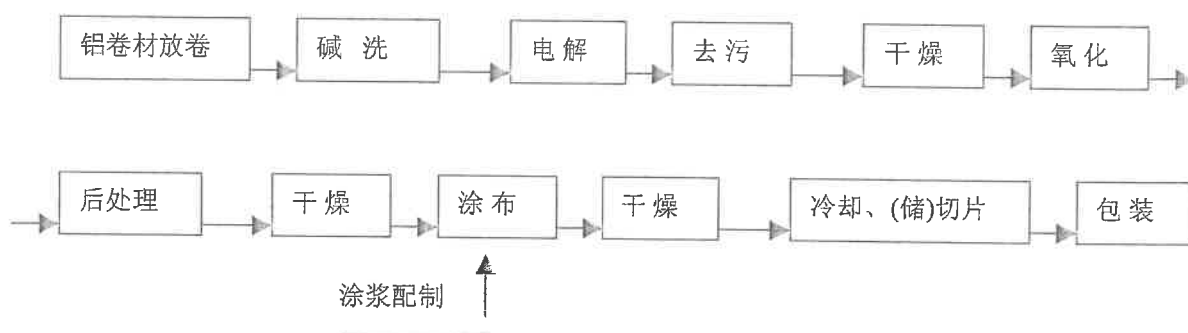 铝卷材放卷 碱 洗 电 解 去 污 干 燥 氧 化
后处理 干 燥 涂 布 干 燥 冷却、(储)切片 包 装
涂浆配制